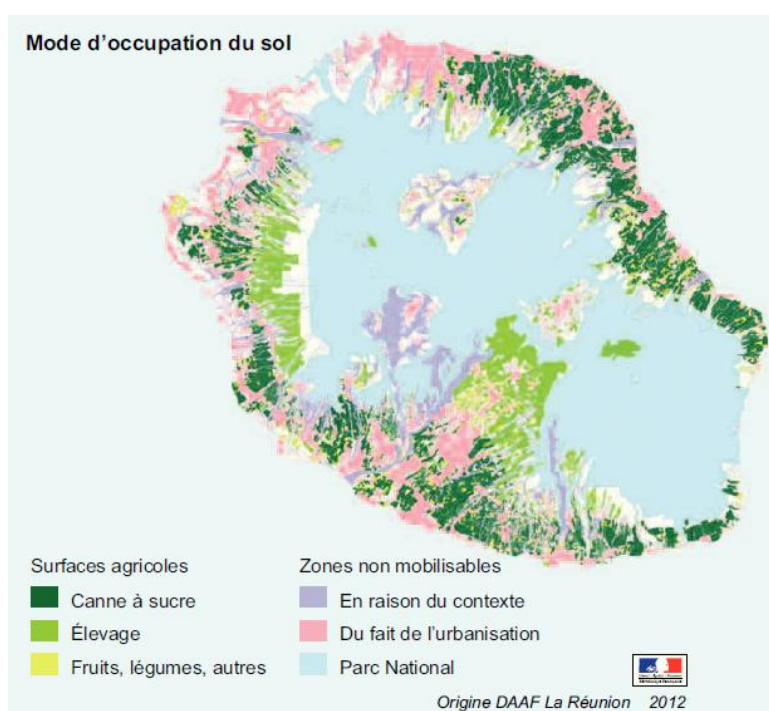 Mode d'occupation du sol
Surfaces agricoles
Canne à sucre
Élevage
Fruits, légumes, autres
Zones non mobilisables
En raison du contexte
Du fait de l'urbanisation
Parc National
Origine DAAF La Réunion 2012